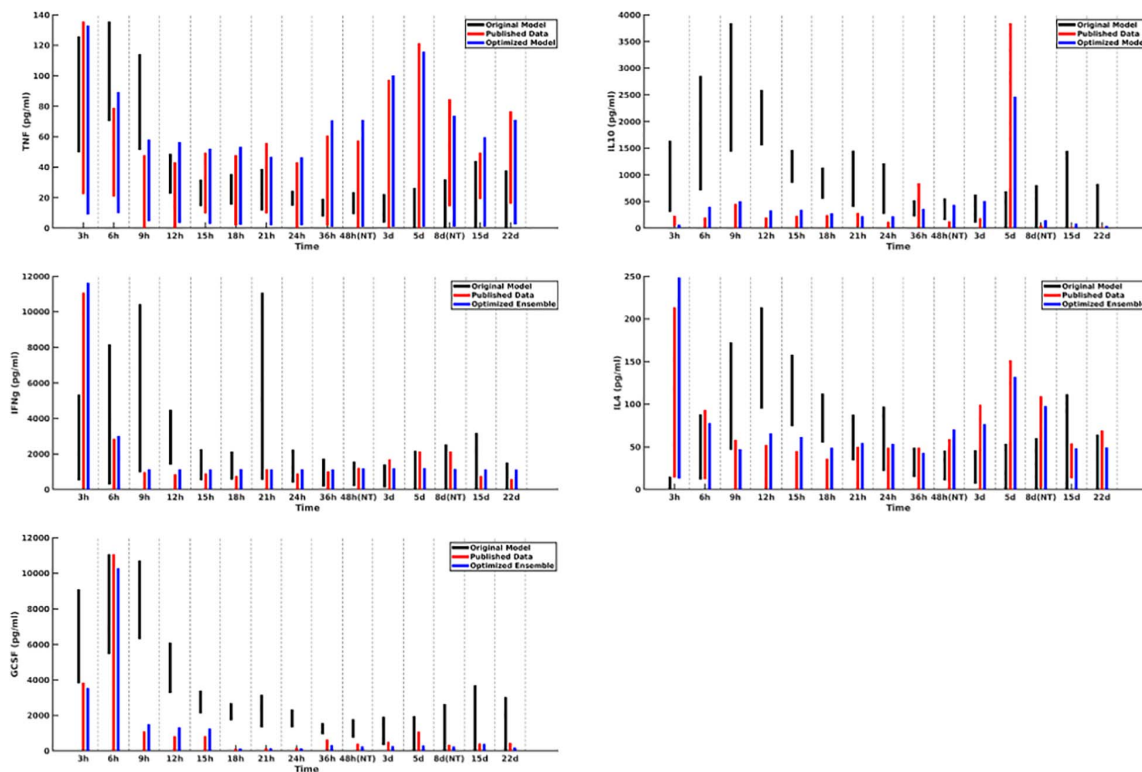 140
120
100
80
60
40
20
0
TNF (pg/ml)
Original Model
Published Data
Optimized Model
3h 6h 9h 12h 15h 18h 21h 24h 36h 48h(NT) 3d 5d 8d(NT) 15d 22d
Time
4000
3500
3000
2500
2000
1500
1000
500
0
IL10 (pg/ml)
Original Model
Published Data
Optimized Model
3h 6h 9h 12h 15h 18h 21h 24h 36h 48h(NT) 3d 5d 8d(NT) 15d 22d
Time
12000
10000
8000
6000
4000
2000
0
IFNg (pg/ml)
Original Model
Published Data
Optimized Ensemble
3h 6h 9h 12h 15h 18h 21h 24h 36h 48h(NT) 3d 5d 8d(NT) 15d 22d
Time
250
200
150
100
50
0
IL4 (pg/ml)
Original Model
Published Data
Optimized Ensemble
3h 6h 9h 12h 15h 18h 21h 24h 36h 48h(NT) 3d 5d 8d(NT) 15d 22d
Time
12000
10000
8000
6000
4000
2000
0
GCSF (pg/ml)
Original Model
Published Data
Optimized Ensemble
3h 6h 9h 12h 15h 18h 21h 24h 36h 48h(NT) 3d 5d 8d(NT) 15d 22d
Time